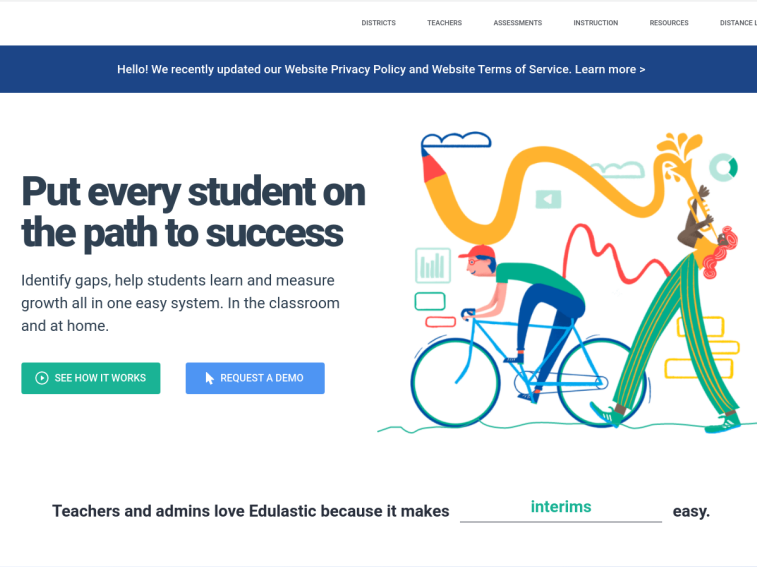 DISTRICTS TEACHERS ASSESSMENTS INSTRUCTION RESOURCES DISTANCE
Hello! We recently updated our Website Privacy Policy and Website Terms of Service. Learn more >
Put every student on
the path to success
Identify gaps, help students learn and measure
growth all in one easy system. In the classroom
and at home.
SEE HOW IT WORKS REQUEST A DEMO
Teachers and admins love Edulastic because it makes interims easy.